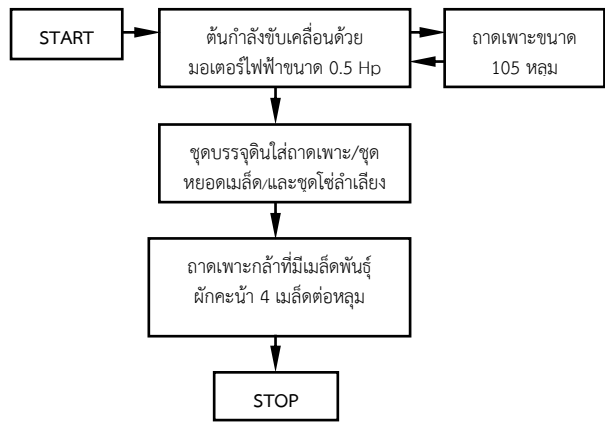 START
ต้นกำลังขับเคลื่อนด้วย
มอเตอร์ไฟฟ้าขนาด 0.5 Hp
ถาดเพาะขนาด
105 หลุม
ชุดบรรจุดินใส่ถาดเพาะ/ชุด
หยอดเมล็ด/และชุดโซ่ลำเลียง
ถาดเพาะกล้าที่มีเมล็ดพันธุ์
ผักคะน้า 4 เมล็ดต่อหลุม
STOP